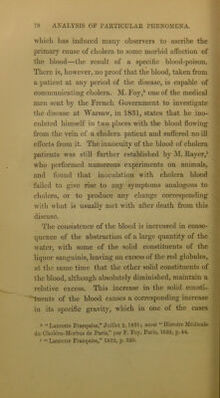 78 ANALYSIS OF PARTICULAR PHENOMENA.
which has induced many observers to ascribe the
primary cause of cholera to some morbid affection of
the blood—the result of a specific blood-poison.
There is, however, no proof that the blood, taken from
a patient at any period of the disease, is capable of
communicating cholera. M. Foy,ᵃ one of the medical
men sent by the French Government to investigate
the disease at Warsaw, in 1831, states that he ino-
culated himself in two places with the blood flowing
from the vein of a cholera patient and suffered no ill
effects from it. The inocuity of the blood of cholera
patients was still further established by M. Rayer,ᵇ
who performed numerous experiments on animals,
and found that inoculation with cholera blood
failed to give rise to any symptoms analogous to
cholera, or to produce any change corresponding
with what is usually met with after death from this
disease.
The consistence of the blood is increased in conse-
quence of the abstraction of a large quantity of the
water, with some of the solid constituents of the
liquor sanguinis, leaving an excess of the red globules,
at the same time that the other solid constituents of
the blood, although absolutely diminished, maintain a
relative excess. This increase in the solid consti-
tuents of the blood causes a corresponding increase
in its specific gravity, which in one of the cases
ᵃ "Lancette Française," Juillet 2, 1831; aussi "Histoire Médicale
du Choléra-Morbus de Paris," par F. Foy, Paris, 1832, p. 44.
ᵇ "Lancette Française," 1832, p. 320.